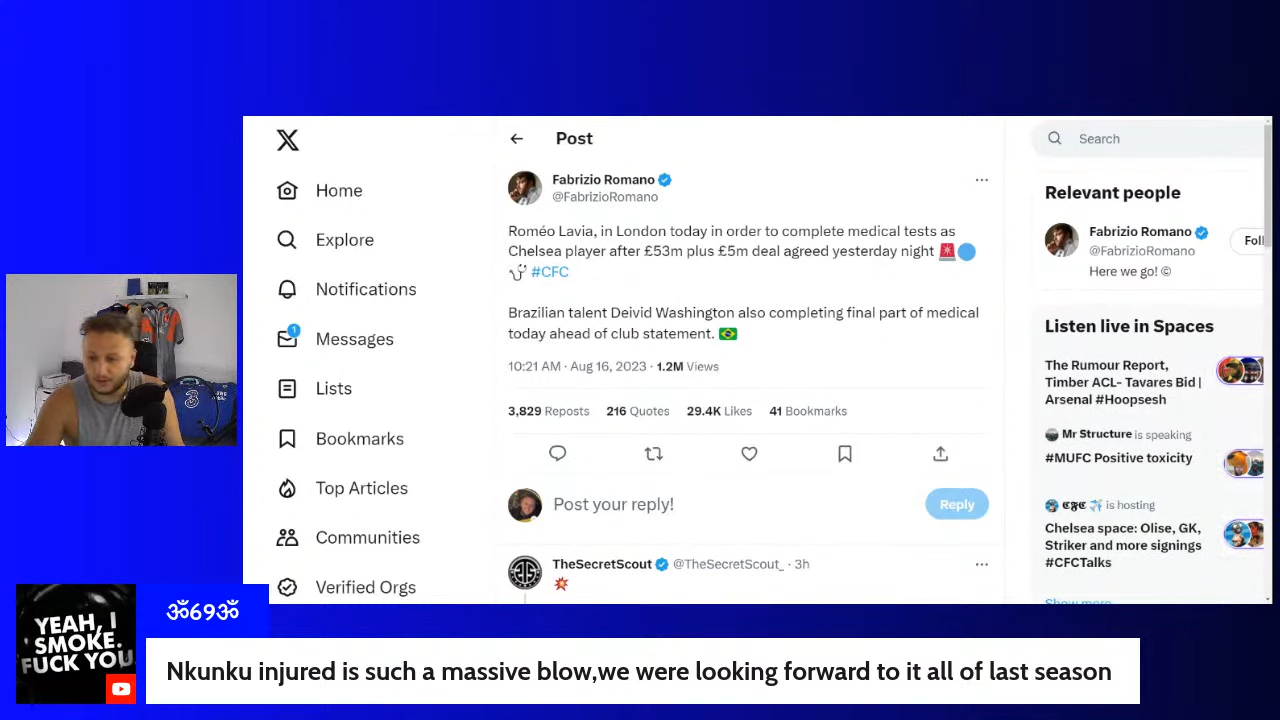 Home
Explore
Notifications
1
Messages
Lists
Bookmarks
Top Articles
Communities
Verified Orgs
Post
Fabrizio Romano
@FabrizioRomano
Roméo Lavia, in London today in order to complete medical tests as
Chelsea player after £53m plus £5m deal agreed yesterday night 🚨🔵
🩺 #CFC
Brazilian talent Deivid Washington also completing final part of medical
today ahead of club statement. 🇧🇷
10:21 AM · Aug 16, 2023 · 1.2M Views
3,829 Reposts 216 Quotes 29.4K Likes 41 Bookmarks
Post your reply!
Reply
TheSecretScout @TheSecretScout_ · 3h
💥
Search
Relevant people
Fabrizio Romano
@FabrizioRomano
Here we go! ©
Foll
Listen live in Spaces
The Rumour Report,
Timber ACL- Tavares Bid |
Arsenal #Hoopsesh
Mr Structure is speaking
#MUFC Positive toxicity
ℭℱℭ ✈️ is hosting
Chelsea space: Olise, GK,
Striker and more signings
#CFCTalks
Show more
3
YEAH, I
SMOKE.
FUCK YOU
ॐ69ॐ
Nkunku injured is such a massive blow,we were looking forward to it all of last season